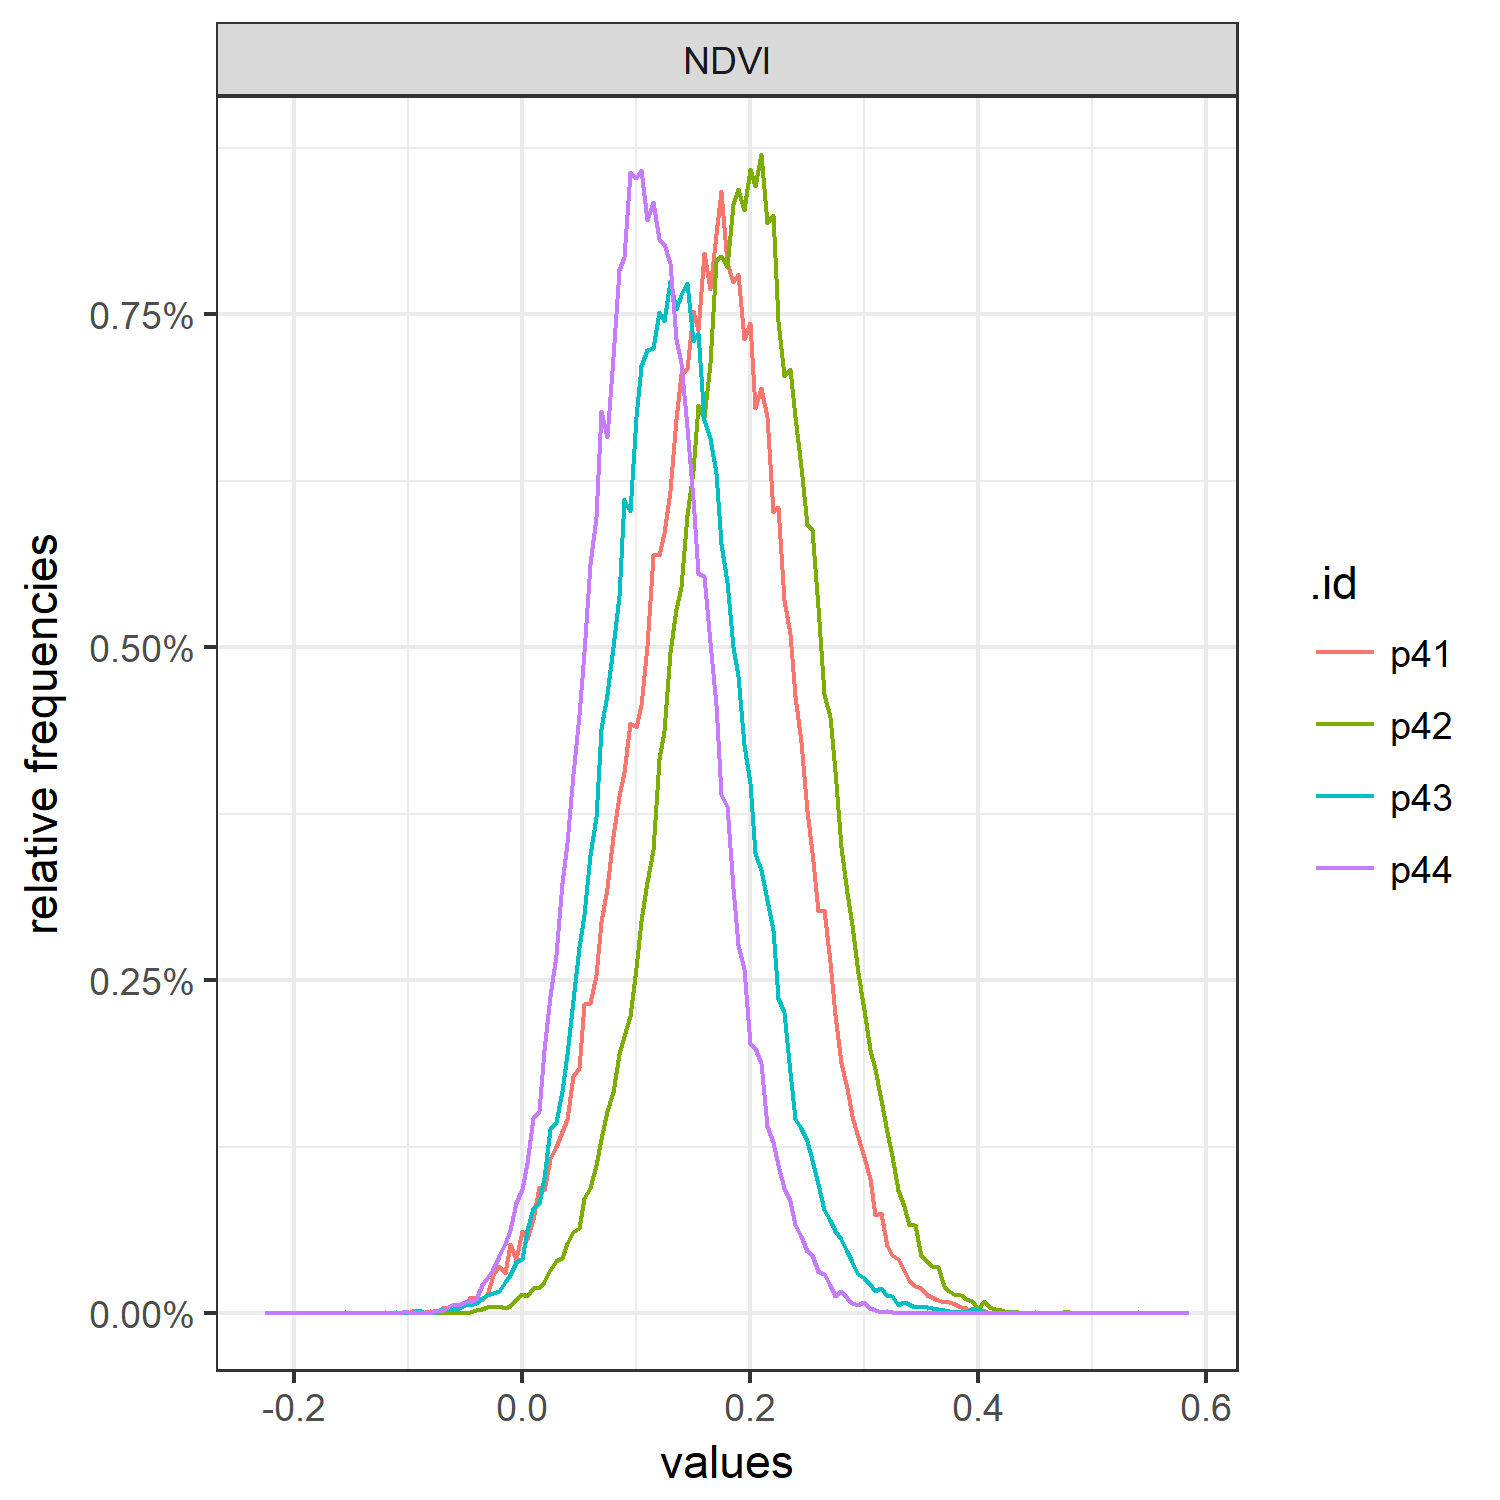 NDVI
0.75%
0.50%
0.25%
0.00%
relative frequencies
-0.2 0.0 0.2 0.4 0.6
values
.id
p41
p42
p43
p44